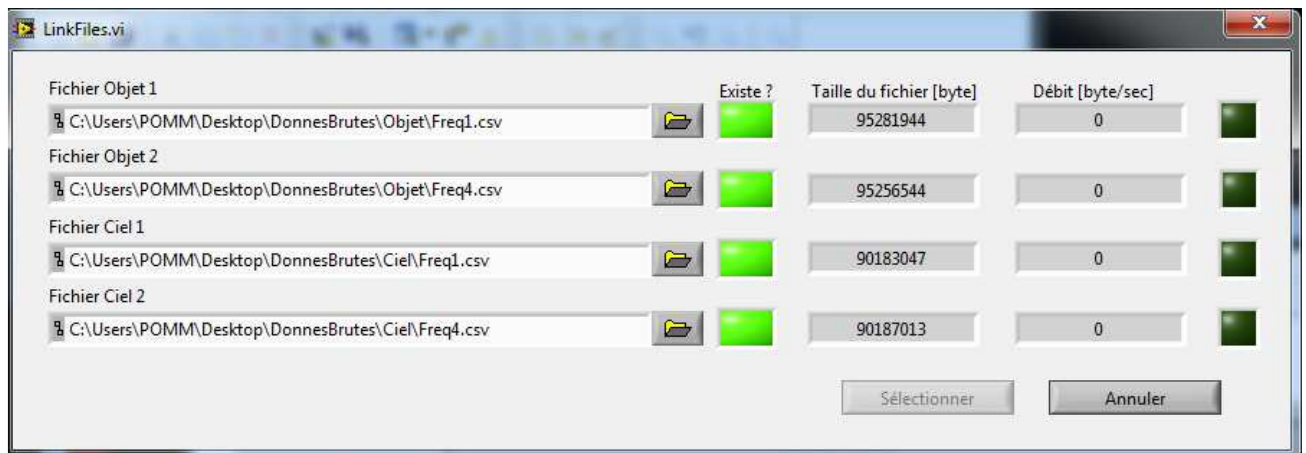 LinkFiles.vi
Fichier Objet 1 Existe ? Taille du fichier [byte] Débit [byte/sec]
C:\Users\POMM\Desktop\DonnesBrutes\Objet\Freq1.csv 95281944 0
Fichier Objet 2
C:\Users\POMM\Desktop\DonnesBrutes\Objet\Freq4.csv 95256544 0
Fichier Ciel 1
C:\Users\POMM\Desktop\DonnesBrutes\Ciel\Freq1.csv 90183047 0
Fichier Ciel 2
C:\Users\POMM\Desktop\DonnesBrutes\Ciel\Freq4.csv 90187013 0
Sélectionner Annuler